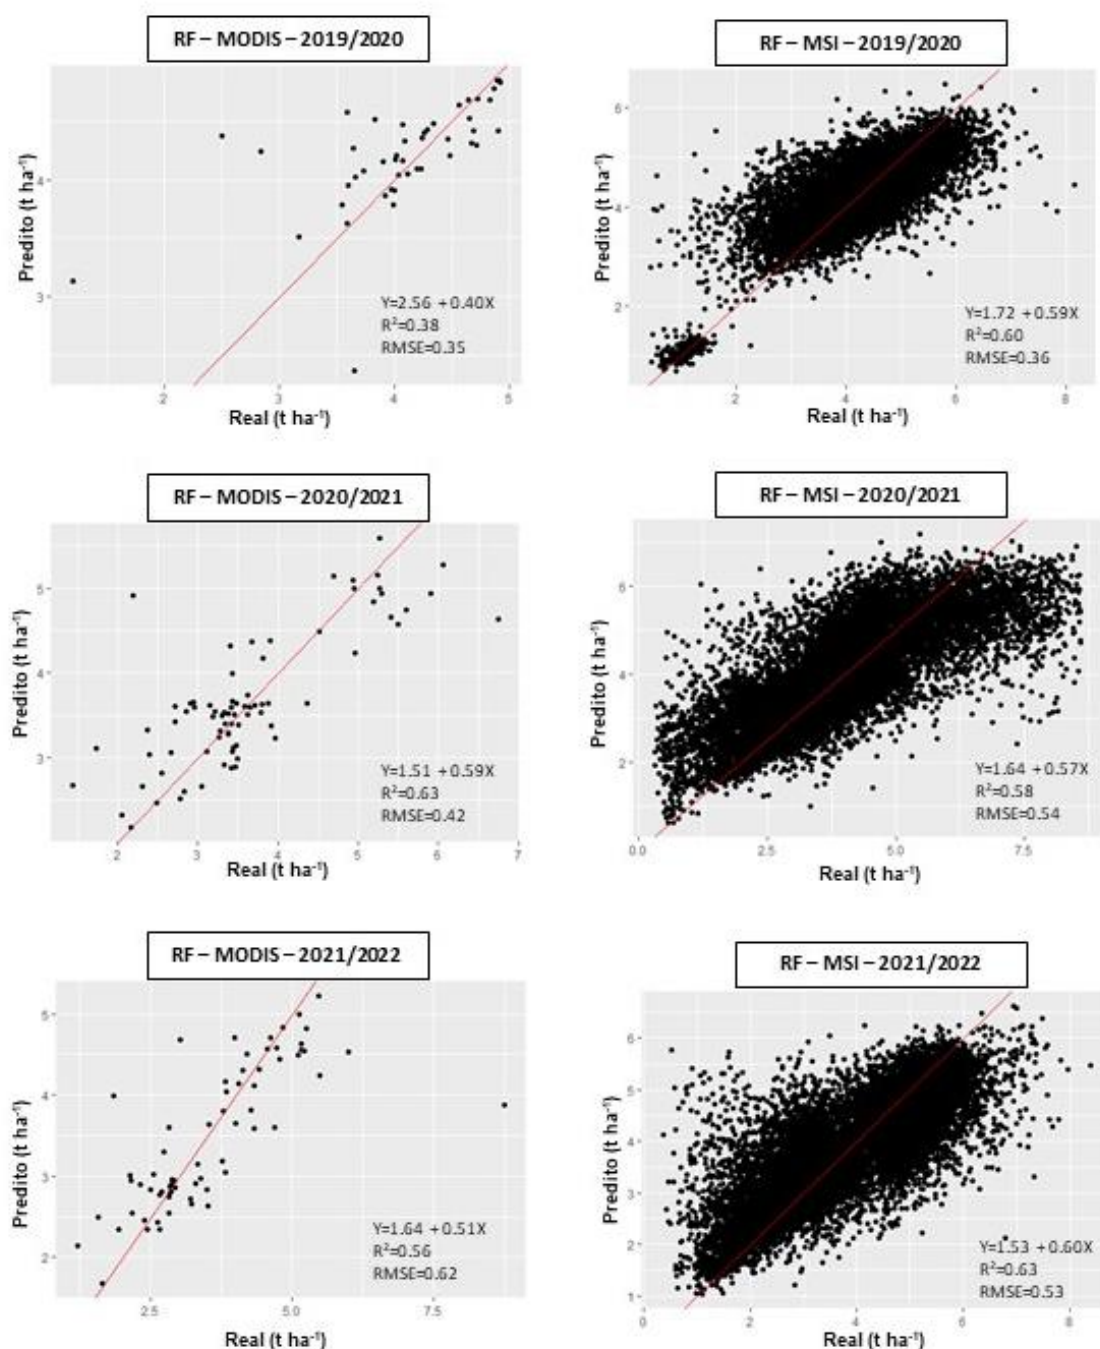 RF – MODIS – 2019/2020
Predito (t ha⁻¹)
4
3
Y=2.56 +0.40X
R²=0.38
RMSE=0.35
2
3
4
5
Real (t ha⁻¹)
RF – MSI – 2019/2020
Predito (t ha⁻¹)
6
4
2
Y=1.72 +0.59X
R²=0.60
RMSE=0.36
2
4
6
8
Real (t ha⁻¹)
RF – MODIS – 2020/2021
Predito (t ha⁻¹)
5
4
3
Y=1.51 +0.59X
R²=0.63
RMSE=0.42
2
3
4
5
6
7
Real (t ha⁻¹)
RF – MSI – 2020/2021
Predito (t ha⁻¹)
6
4
2
Y=1.64 +0.57X
R²=0.58
RMSE=0.54
0.0
2.5
5.0
7.5
Real (t ha⁻¹)
RF – MODIS – 2021/2022
Predito (t ha⁻¹)
5
4
3
2
Y=1.64 +0.51X
R²=0.56
RMSE=0.62
2.5
5.0
7.5
Real (t ha⁻¹)
RF – MSI – 2021/2022
Predito (t ha⁻¹)
6
5
4
3
2
1
Y=1.53 +0.60X
R²=0.63
RMSE=0.53
0
2
4
6
8
Real (t ha⁻¹)